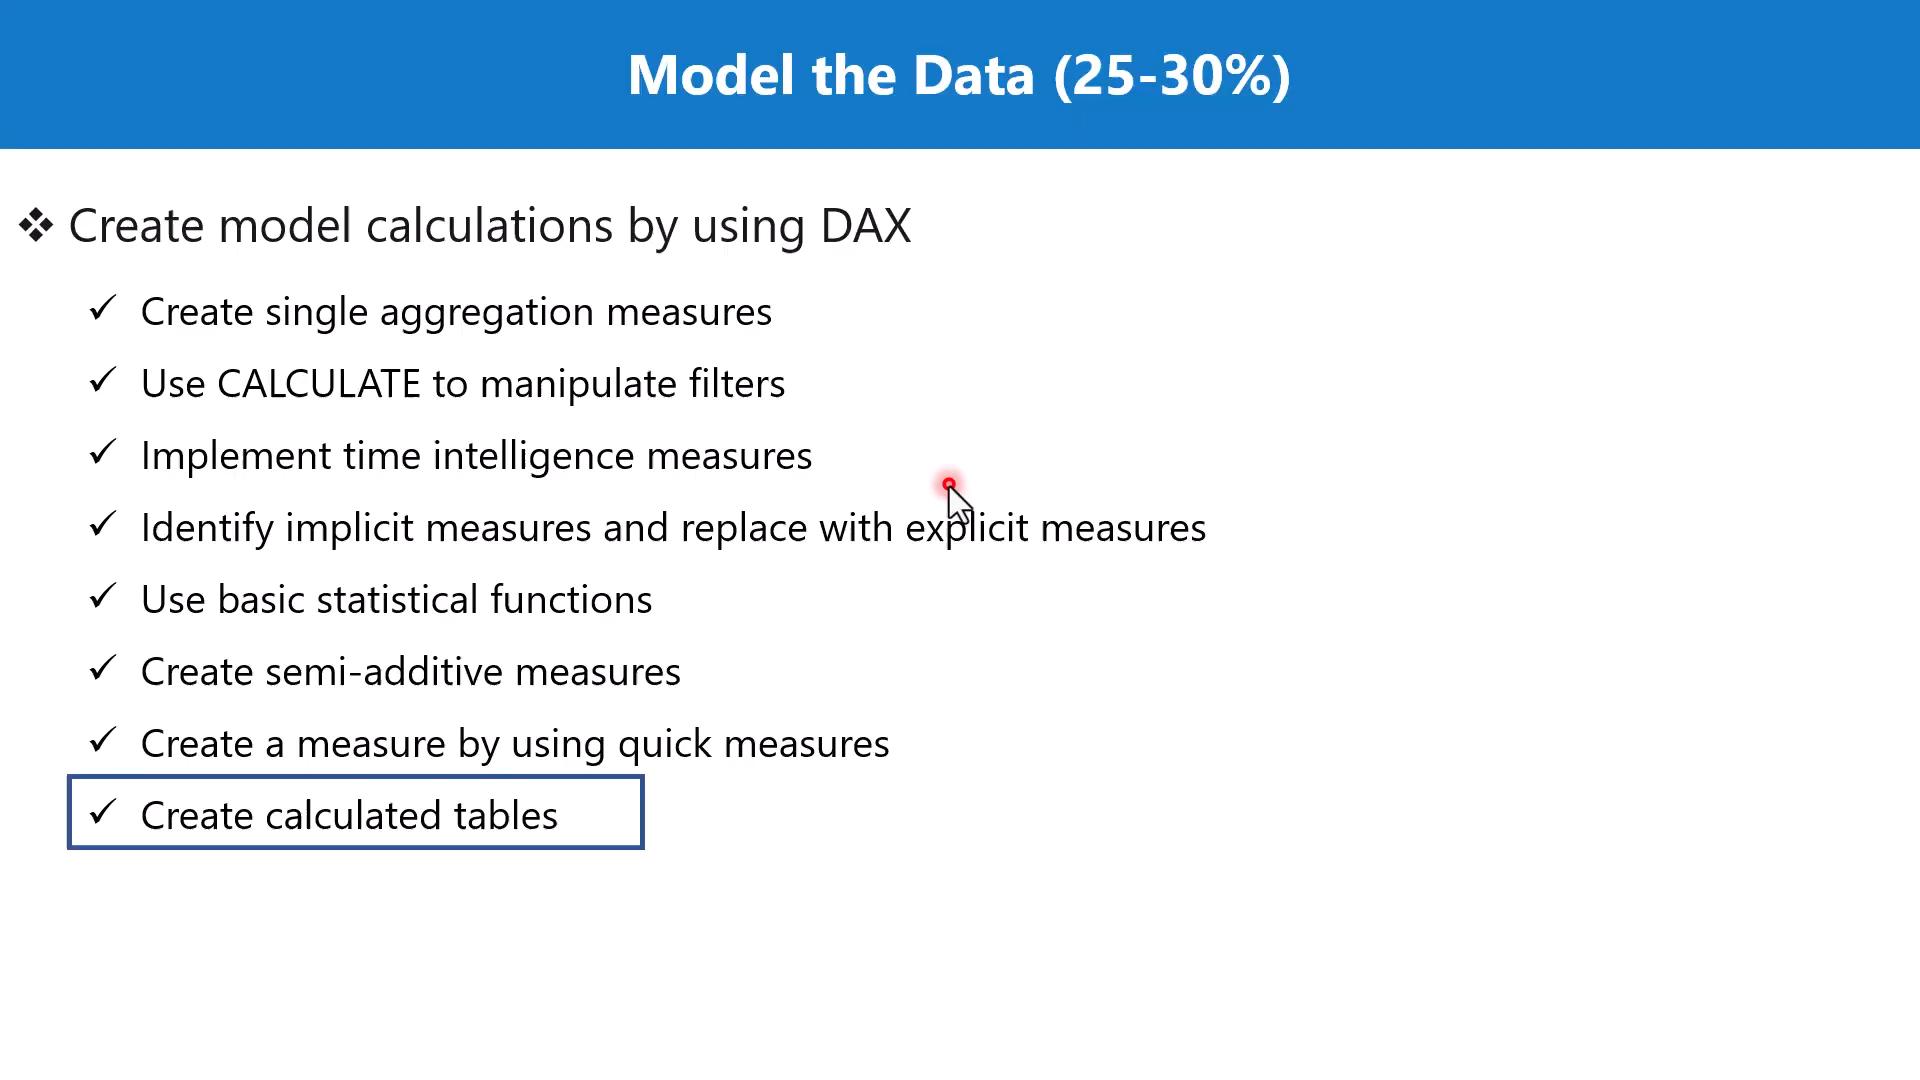 Model the Data (25-30%)
❖ Create model calculations by using DAX
✓ Create single aggregation measures
✓ Use CALCULATE to manipulate filters
✓ Implement time intelligence measures
✓ Identify implicit measures and replace with explicit measures
✓ Use basic statistical functions
✓ Create semi-additive measures
✓ Create a measure by using quick measures
✓ Create calculated tables